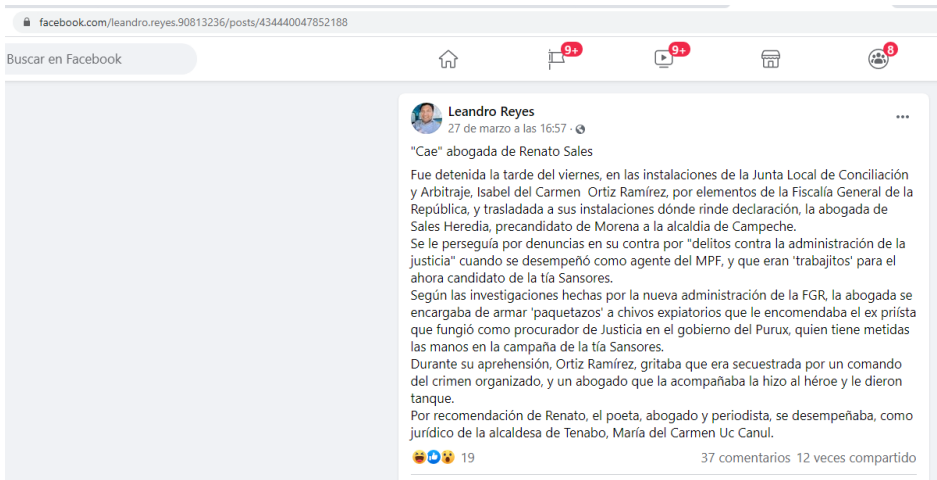 facebook.com/leandro.reyes.90813236/posts/434440047852188
Buscar en Facebook
9+
9+
8
Leandro Reyes
27 de marzo a las 16:57 ·
"Cae" abogada de Renato Sales
Fue detenida la tarde del viernes, en las instalaciones de la Junta Local de Conciliación
y Arbitraje, Isabel del Carmen Ortiz Ramírez, por elementos de la Fiscalía General de la
República, y trasladada a sus instalaciones dónde rinde declaración, la abogada de
Sales Heredia, precandidato de Morena a la alcaldia de Campeche.
Se le perseguía por denuncias en su contra por "delitos contra la administración de la
justicia" cuando se desempeñó como agente del MPF, y que eran 'trabajitos' para el
ahora candidato de la tía Sansores.
Según las investigaciones hechas por la nueva administración de la FGR, la abogada se
encargaba de armar 'paquetazos' a chivos expiatorios que le encomendaba el ex priísta
que fungió como procurador de Justicia en el gobierno del Purux, quien tiene metidas
las manos en la campaña de la tía Sansores.
Durante su aprehensión, Ortiz Ramírez, gritaba que era secuestrada por un comando
del crimen organizado, y un abogado que la acompañaba la hizo al héroe y le dieron
tanque.
Por recomendación de Renato, el poeta, abogado y periodista, se desempeñaba, como
jurídico de la alcaldesa de Tenabo, María del Carmen Uc Canul.
19
37 comentarios 12 veces compartido